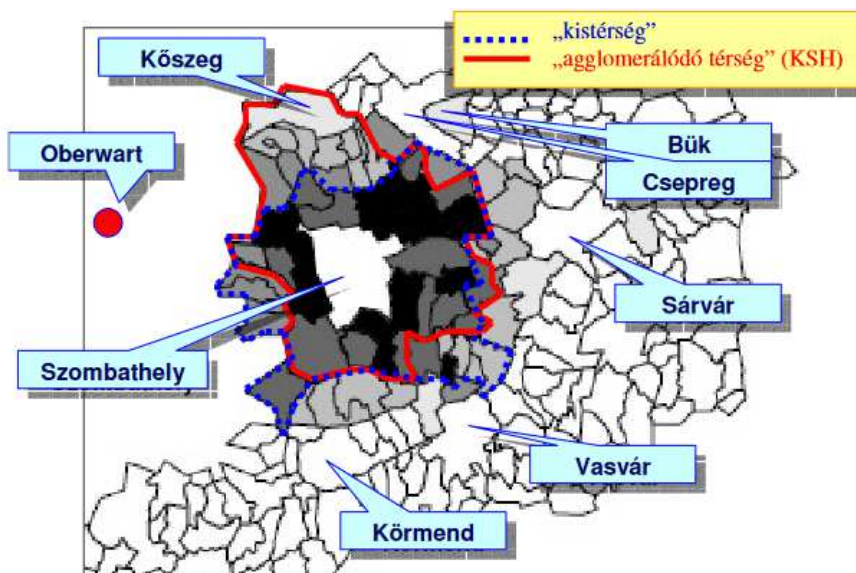 „kistérség”
„agglomerálódó térség” (KSH)
Kőszeg
Oberwart
Bük
Csepreg
Sárvár
Szombathely
Vasvár
Körmend